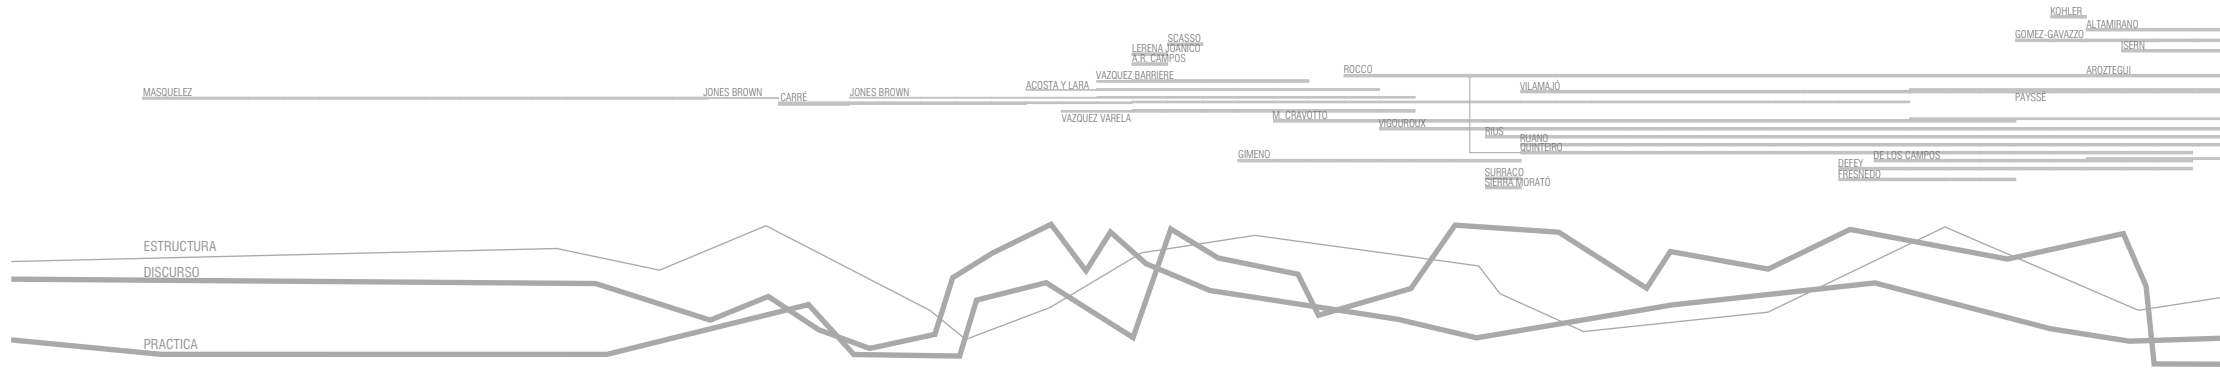 KOHLER
ALTAMIRANO
GOMEZ-GAVAZZO
SCASSO
ISERN
LERENA JOANICO
A.R. CAMPOS
ROCCO
AROZTEGUI
VAZQUEZ BARRIERE
ACOSTA Y LARA
VILAMAJÓ
MASQUELEZ
JONES BROWN
CARRÉ
JONES BROWN
PAYSSÉ
M. CRAVOTTO
VAZQUEZ VARELA
VIGOUROUX
RIUS
RUANO
QUINTEIRO
GIMENO
DE LOS CAMPOS
DEFEY
SURRACO
FRESNEDO
SIERRA MORATÓ
ESTRUCTURA
DISCURSO
PRACTICA